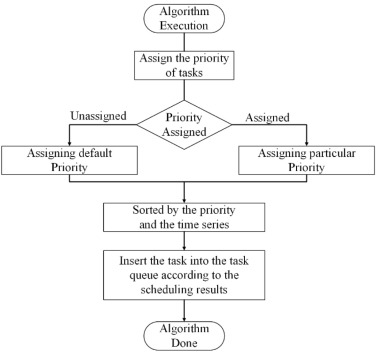 Algorithm
Execution
Assign the priority
of tasks
Unassigned
Priority
Assigned
Assigned
Assigning default
Priority
Assigning particular
Priority
Sorted by the priority
and the time series
Insert the task into the task
queue according to the
scheduling results
Algorithm
Done